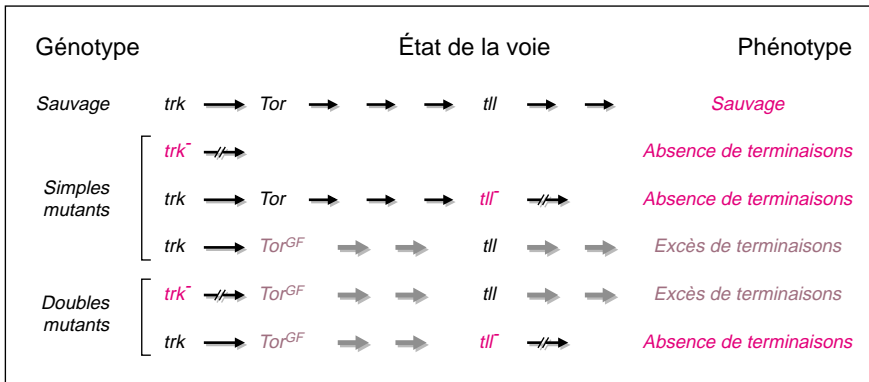 Génotype État de la voie Phénotype
Sauvage trk Tor tll Sauvage
trk- Absence de terminaisons
Simples mutants
trk Tor tll- Absence de terminaisons
trk TorGF tll Excès de terminaisons
Doubles mutants
trk- TorGF tll Excès de terminaisons
trk TorGF tll- Absence de terminaisons